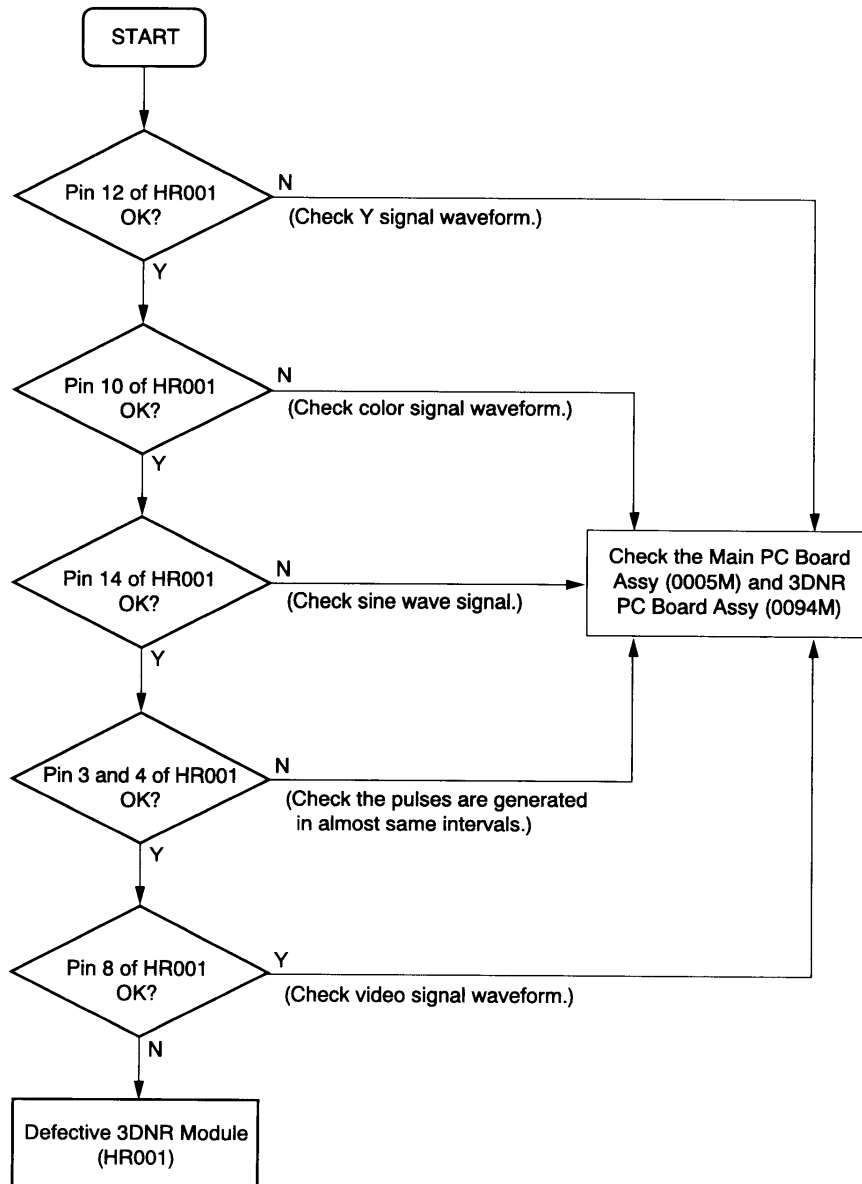 START
Pin 12 of HR001
OK?
N
(Check Y signal waveform.)
Y
Pin 10 of HR001
OK?
N
(Check color signal waveform.)
Y
Pin 14 of HR001
OK?
N
(Check sine wave signal.)
Y
Check the Main PC Board
Assy (0005M) and 3DNR
PC Board Assy (0094M)
Pin 3 and 4 of HR001
OK?
N
(Check the pulses are generated
in almost same intervals.)
Y
Pin 8 of HR001
OK?
Y
(Check video signal waveform.)
N
Defective 3DNR Module
(HR001)